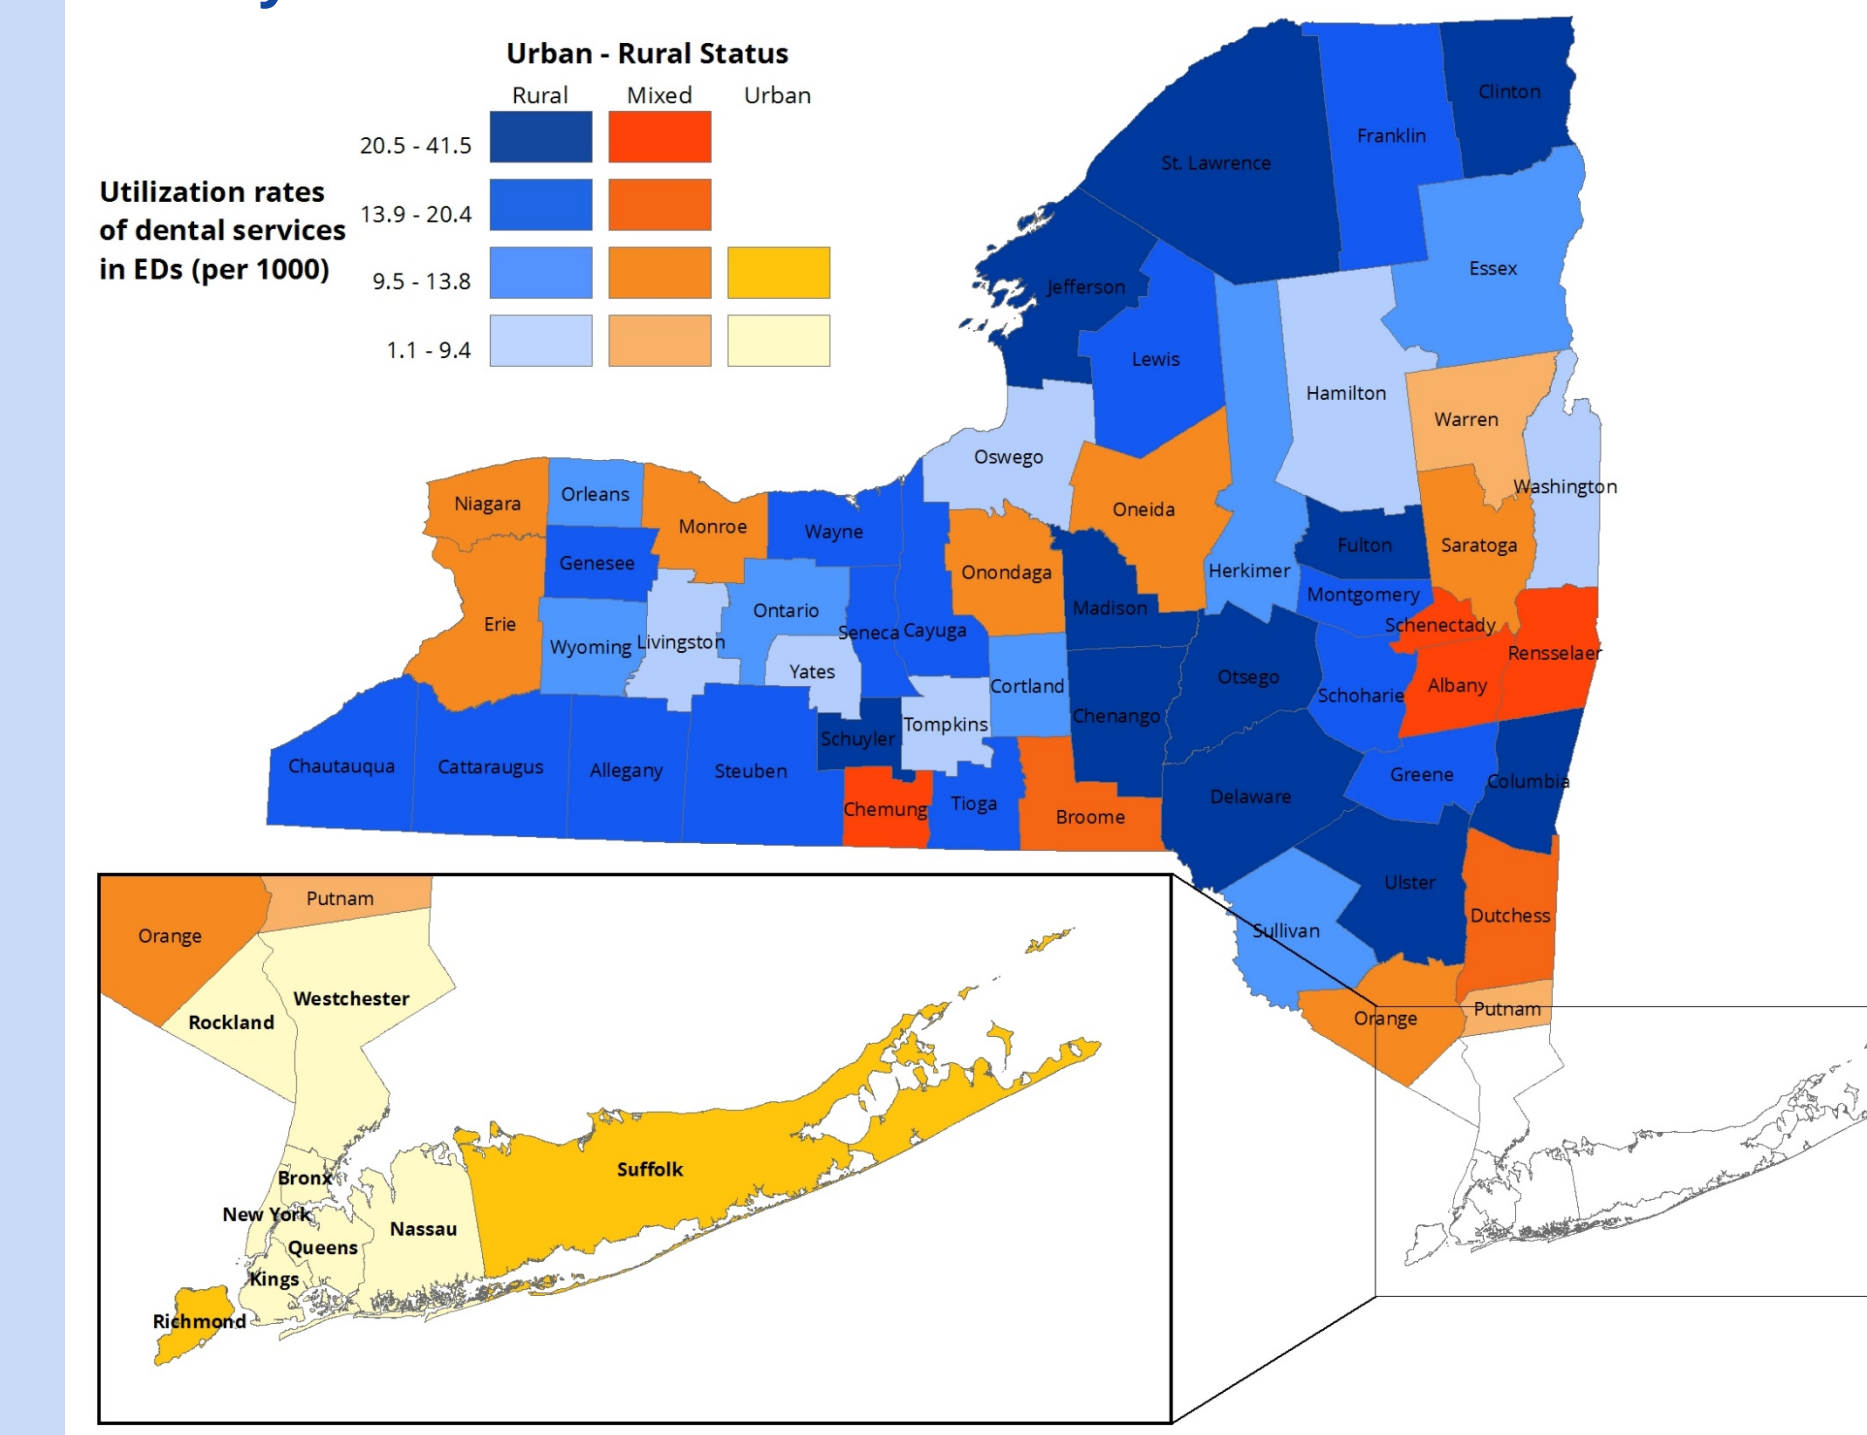 Urban - Rural Status
Rural Mixed Urban
Utilization rates
of dental services
in EDs (per 1000)
20.5 - 41.5
13.9 - 20.4
9.5 - 13.8
1.1 - 9.4
Clinton
Franklin
St. Lawrence
Essex
Jefferson
Lewis
Hamilton
Warren
Oswego
Washington
Niagara
Orleans
Monroe
Wayne
Oneida
Fulton
Saratoga
Genesee
Onondaga
Herkimer
Montgomery
Madison
Ontario
Erie
Seneca
Cayuga
Schenectady
Wyoming
Livingston
Rensselaer
Yates
Otsego
Cortland
Albany
Schoharie
Chenango
Tompkins
Schuyler
Chautauqua
Cattaraugus
Allegany
Steuben
Greene
Columbia
Delaware
Chemung
Tioga
Broome
Ulster
Dutchess
Sullivan
Putnam
Orange
Putnam
Orange
Westchester
Rockland
Suffolk
Bronx
New York
Nassau
Queens
Kings
Richmond